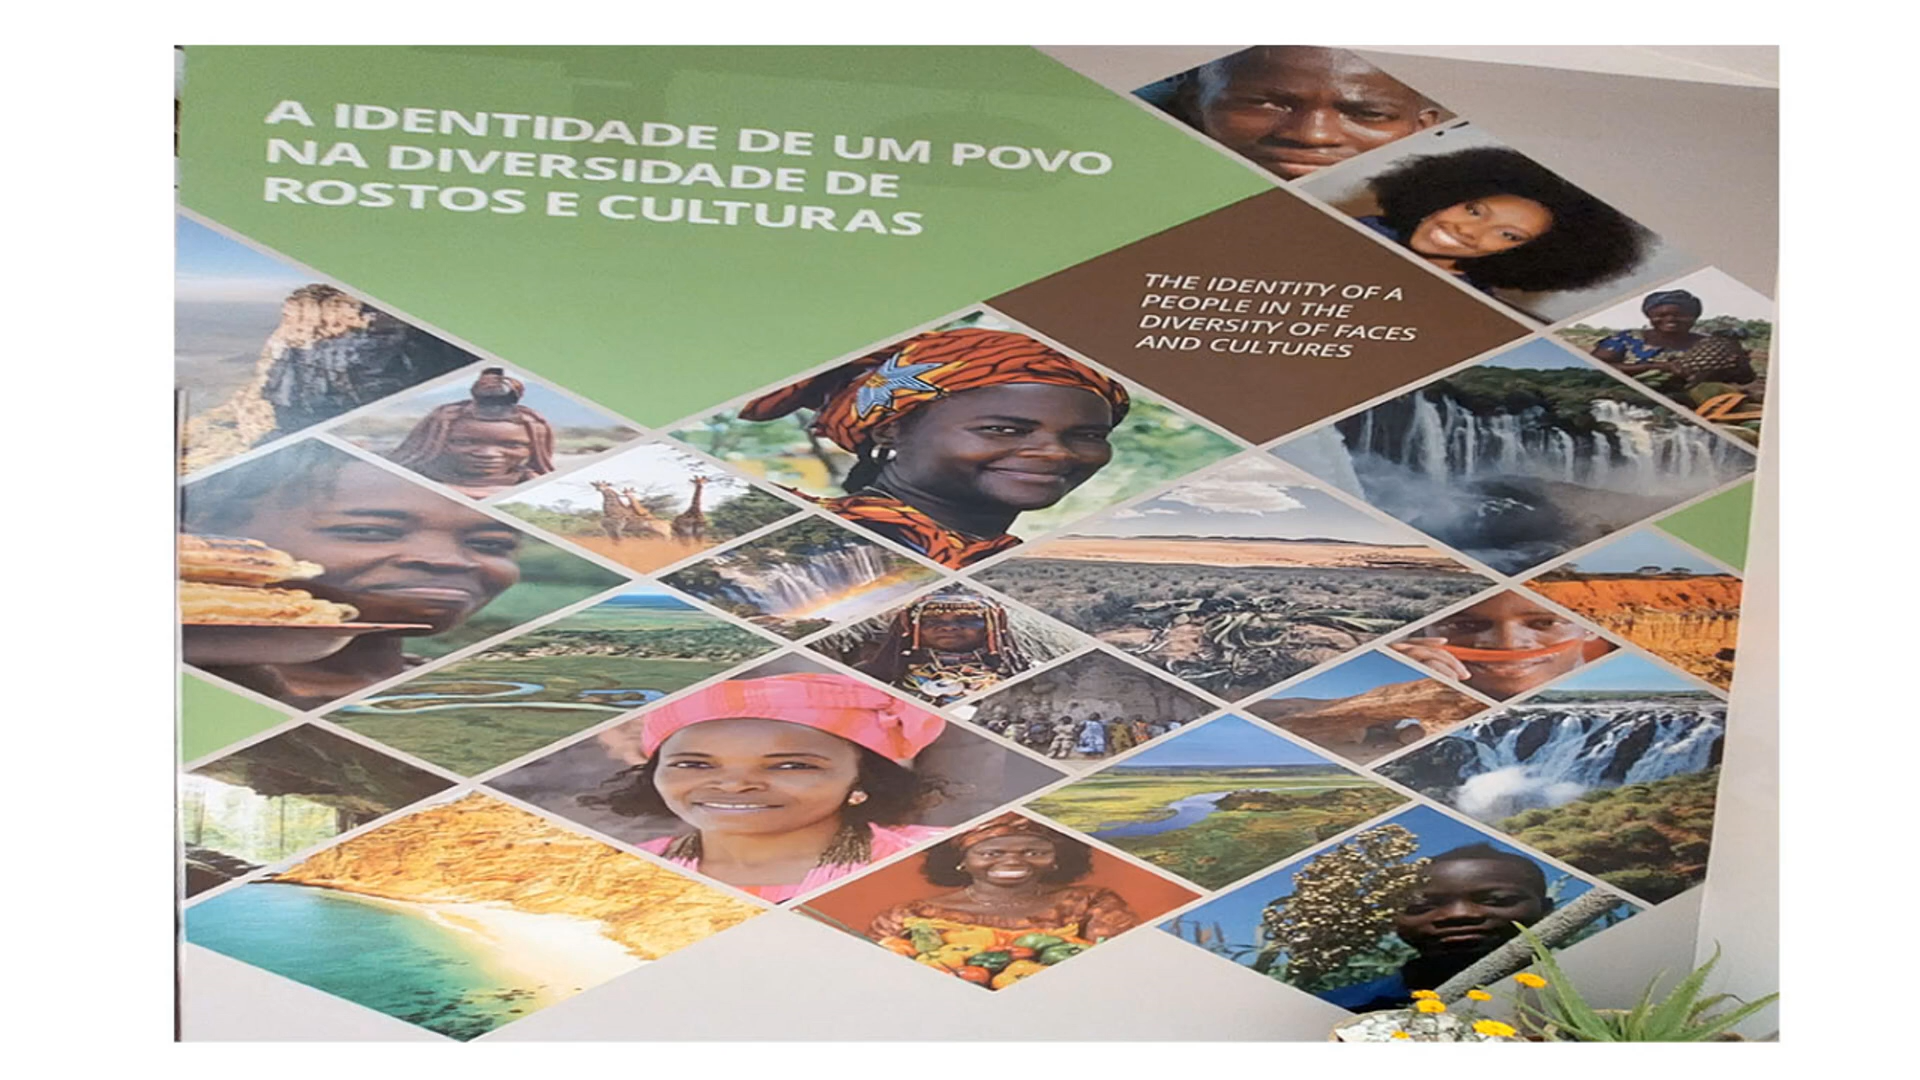 A IDENTIDADE DE UM POVO
NA DIVERSIDADE DE
ROSTOS E CULTURAS
THE IDENTITY OF A
PEOPLE IN THE
DIVERSITY OF FACES
AND CULTURES